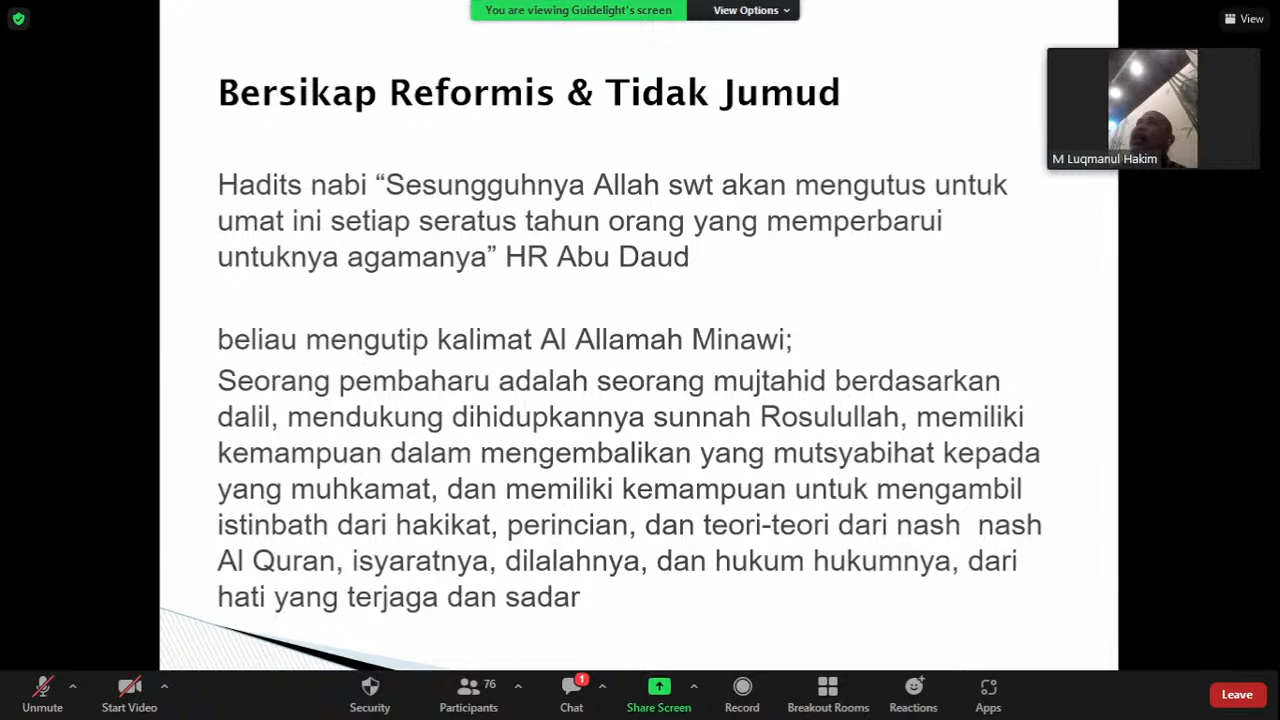 You are viewing Guidelight's screen
View Options
View
Bersikap Reformis & Tidak Jumud
M Luqmanul Hakim
Hadits nabi “Sesungguhnya Allah swt akan mengutus untuk
umat ini setiap seratus tahun orang yang memperbarui
untuknya agamanya” HR Abu Daud
beliau mengutip kalimat Al Allamah Minawi;
Seorang pembaharu adalah seorang mujtahid berdasarkan
dalil, mendukung dihidupkannya sunnah Rosulullah, memiliki
kemampuan dalam mengembalikan yang mutsyabihat kepada
yang muhkamat, dan memiliki kemampuan untuk mengambil
istinbath dari hakikat, perincian, dan teori-teori dari nash  nash
Al Quran, isyaratnya, dilalahnya, dan hukum hukumnya, dari
hati yang terjaga dan sadar
Unmute
Start Video
Security
76
Participants
1
Chat
Share Screen
Record
Breakout Rooms
Reactions
Apps
Leave